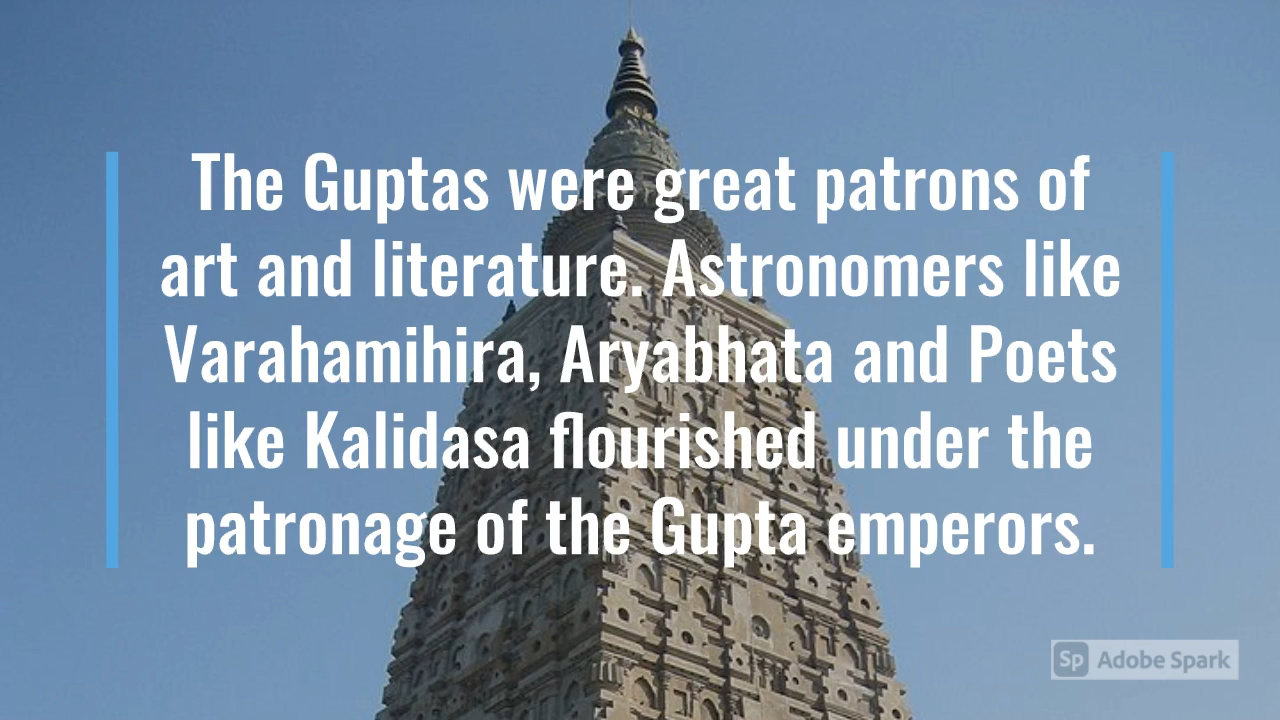 The Guptas were great patrons of
art and literature. Astronomers like
Varahamihira, Aryabhata and Poets
like Kalidasa flourished under the
patronage of the Gupta emperors.
Sp Adobe Spark